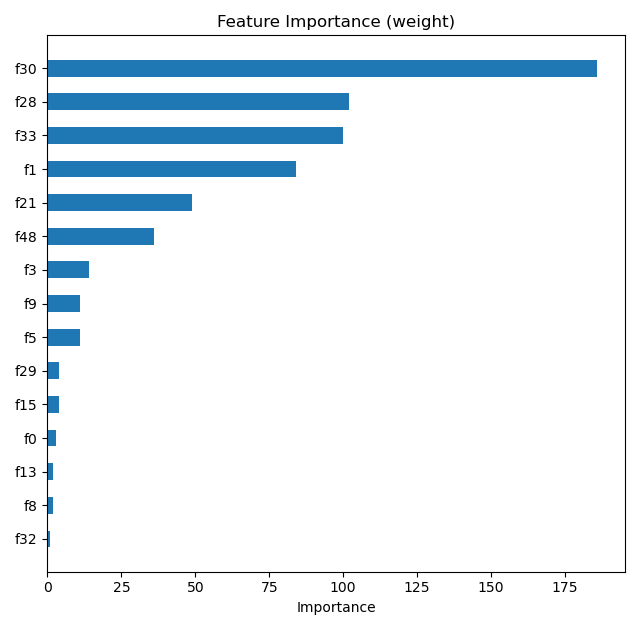 Feature Importance (weight)
f30
f28
f33
f1
f21
f48
f3
f9
f5
f29
f15
f0
f13
f8
f32
0 25 50 75 100 125 150 175
Importance